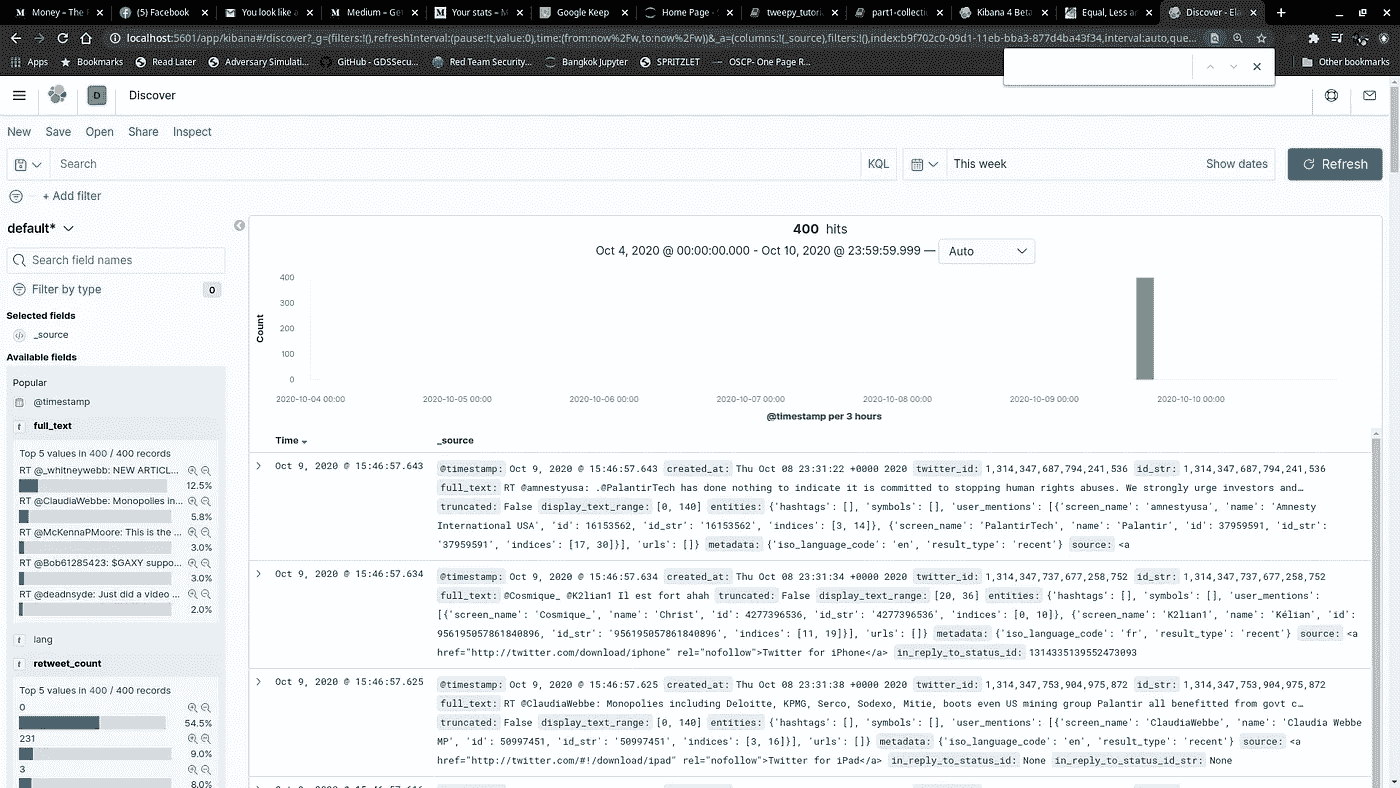 Money – The F
(5) Facebook
You look like a
Medium – Get
Your stats – M
Google Keep
Home Page -
tweepy_tutori
part1-collecti
Kibana 4 Beta
Equal, Less an
Discover - Ela
localhost:5601/app/kibana#/discover?_g=(filters:!(),refreshInterval:(pause:!t,value:0),time:(from:now%2Fw,to:now%2Fw))&_a=(columns:!(_source),filters:!(),index:b9f702c0-09d1-11eb-bba3-877d4ba43f34,interval:auto,que...
Apps
Bookmarks
Read Later
Adversary Simulati...
GitHub - GDSSecu...
Red Team Security...
Bangkok Jupyter
SPRITZLET
OSCP- One Page R...
Other bookmarks
D
Discover
New Save Open Share Inspect
Search
KQL
This week
Show dates
Refresh
+ Add filter
default*
Search field names
Filter by type 0
Selected fields
_source
Available fields
Popular
@timestamp
t full_text
Top 5 values in 400 / 400 records
RT @_whitneywebb: NEW ARTICL...
12.5%
RT @ClaudiaWebbe: Monopolies in...
5.8%
RT @McKennaPMoore: This is the ...
3.0%
RT @Bob61285423: $GAXY suppo...
3.0%
RT @deadnsyde: Just did a video ...
2.0%
t lang
t retweet_count
Top 5 values in 400 / 400 records
0
54.5%
231
9.0%
3
8.0%
400 hits
Oct 4, 2020 @ 00:00:00.000 - Oct 10, 2020 @ 23:59:59.999 — Auto
Count
400
300
200
100
0
2020-10-04 00:00
2020-10-05 00:00
2020-10-06 00:00
2020-10-07 00:00
2020-10-08 00:00
2020-10-09 00:00
2020-10-10 00:00
@timestamp per 3 hours
Time _source
Oct 9, 2020 @ 15:46:57.643
@timestamp: Oct 9, 2020 @ 15:46:57.643 created_at: Thu Oct 08 23:31:22 +0000 2020 twitter_id: 1,314,347,687,794,241,536 id_str: 1,314,347,687,794,241,536
full_text: RT @amnestyusa: .@PalantirTech has done nothing to indicate it is committed to stopping human rights abuses. We strongly urge investors and…
truncated: False display_text_range: [0, 140] entities: {'hashtags': [], 'symbols': [], 'user_mentions': [{'screen_name': 'amnestyusa', 'name': 'Amnesty
International USA', 'id': 16153562, 'id_str': '16153562', 'indices': [3, 14]}, {'screen_name': 'PalantirTech', 'name': 'Palantir', 'id': 37959591, 'id_str':
'37959591', 'indices': [17, 30]}], 'urls': []} metadata: {'iso_language_code': 'en', 'result_type': 'recent'} source: <a
Oct 9, 2020 @ 15:46:57.634
@timestamp: Oct 9, 2020 @ 15:46:57.634 created_at: Thu Oct 08 23:31:34 +0000 2020 twitter_id: 1,314,347,737,677,258,752 id_str: 1,314,347,737,677,258,752
full_text: @Cosmique_ @K2lian1 Il est fort ahah truncated: False display_text_range: [20, 36] entities: {'hashtags': [], 'symbols': [], 'user_mentions':
[{'screen_name': 'Cosmique_', 'name': 'Christ', 'id': 4277396536, 'id_str': '4277396536', 'indices': [0, 10]}, {'screen_name': 'K2lian1', 'name': 'Kélian', 'id':
956195057861840896, 'id_str': '956195057861840896', 'indices': [11, 19]}], 'urls': []} metadata: {'iso_language_code': 'fr', 'result_type': 'recent'} source: <a
href="http://twitter.com/download/iphone" rel="nofollow">Twitter for iPhone</a> in_reply_to_status_id: 1314335139552473093
Oct 9, 2020 @ 15:46:57.625
@timestamp: Oct 9, 2020 @ 15:46:57.625 created_at: Thu Oct 08 23:31:38 +0000 2020 twitter_id: 1,314,347,753,904,975,872 id_str: 1,314,347,753,904,975,872
full_text: RT @ClaudiaWebbe: Monopolies including Deloitte, KPMG, Serco, Sodexo, Mitie, boots even US mining group Palantir all benefitted from govt c…
truncated: False display_text_range: [0, 140] entities: {'hashtags': [], 'symbols': [], 'user_mentions': [{'screen_name': 'ClaudiaWebbe', 'name': 'Claudia Webbe
MP', 'id': 50997451, 'id_str': '50997451', 'indices': [3, 16]}], 'urls': []} metadata: {'iso_language_code': 'en', 'result_type': 'recent'} source: <a
href="http://twitter.com/#!/download/ipad" rel="nofollow">Twitter for iPad</a> in_reply_to_status_id: None in_reply_to_status_id_str: None